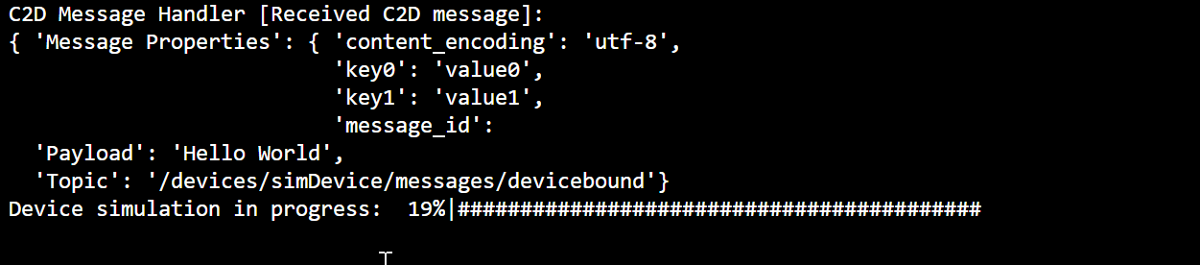 C2D Message Handler [Received C2D message]:
{ 'Message Properties': { 'content_encoding': 'utf-8',
'key0': 'value0',
'key1': 'value1',
'message_id':
'Payload': 'Hello World',
'Topic': '/devices/simDevice/messages/devicebound'}
Device simulation in progress:  19%|##########################################